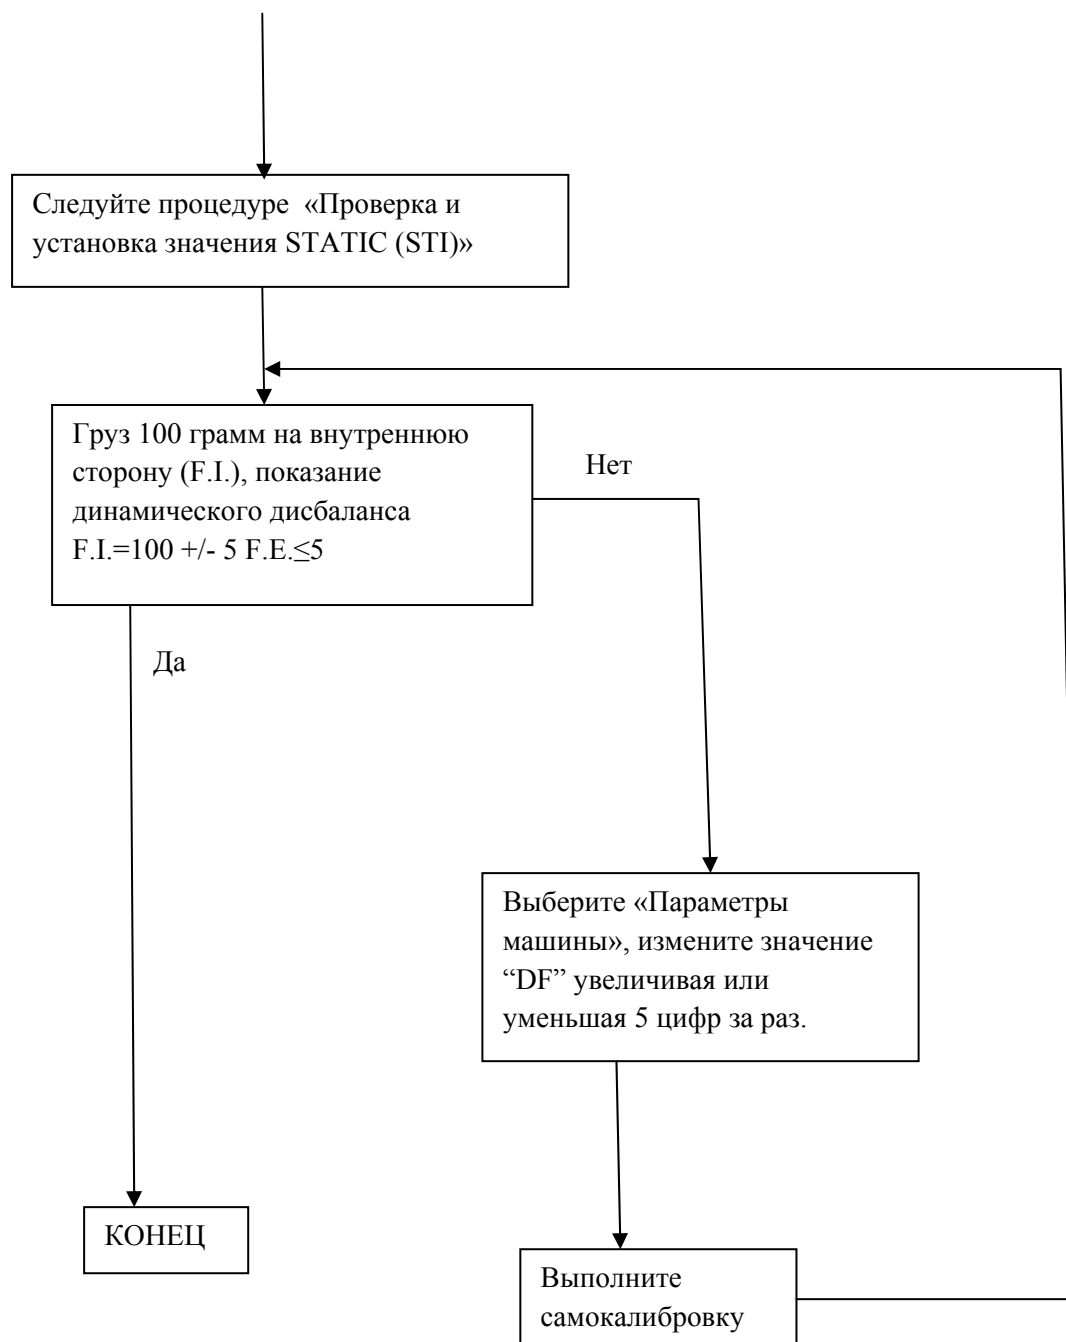 Следуйте процедуре «Проверка и
установка значения STATIC (STI)»
Груз 100 грамм на внутреннюю
сторону (F.I.), показание
динамического дисбаланса
F.I.=100 +/- 5 F.E.≤5
Нет
Да
Выберите «Параметры
машины», измените значение
“DF” увеличивая или
уменьшая 5 цифр за раз.
КОНЕЦ
Выполните
самокалибровку